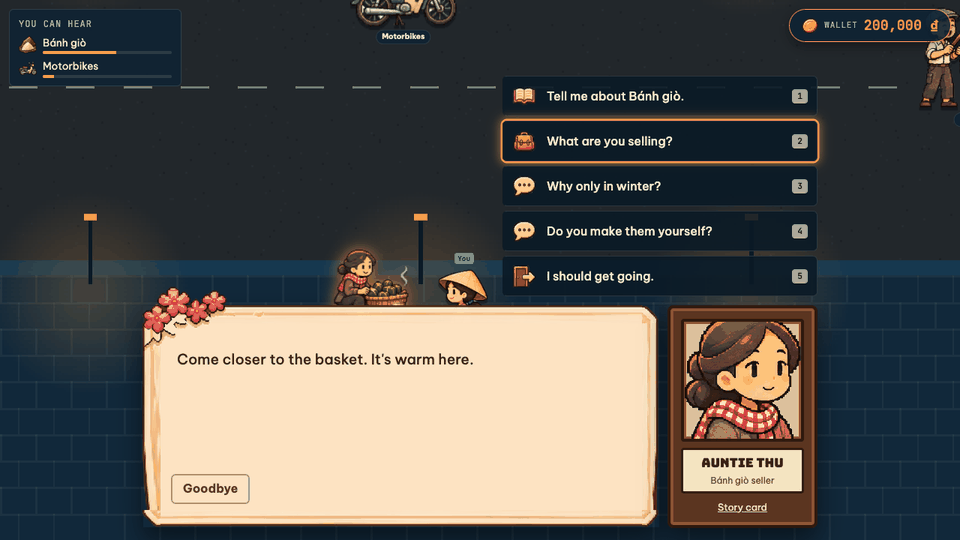 YOU CAN HEAR
Bánh giò
Motorbikes
Motorbikes
WALLET 200,000 ₫
Tell me about Bánh giò. 1
What are you selling? 2
Why only in winter? 3
Do you make them yourself? 4
I should get going. 5
You
Come closer to the basket. It's warm here.
Goodbye
AUNTIE THU
Bánh giò seller
Story card